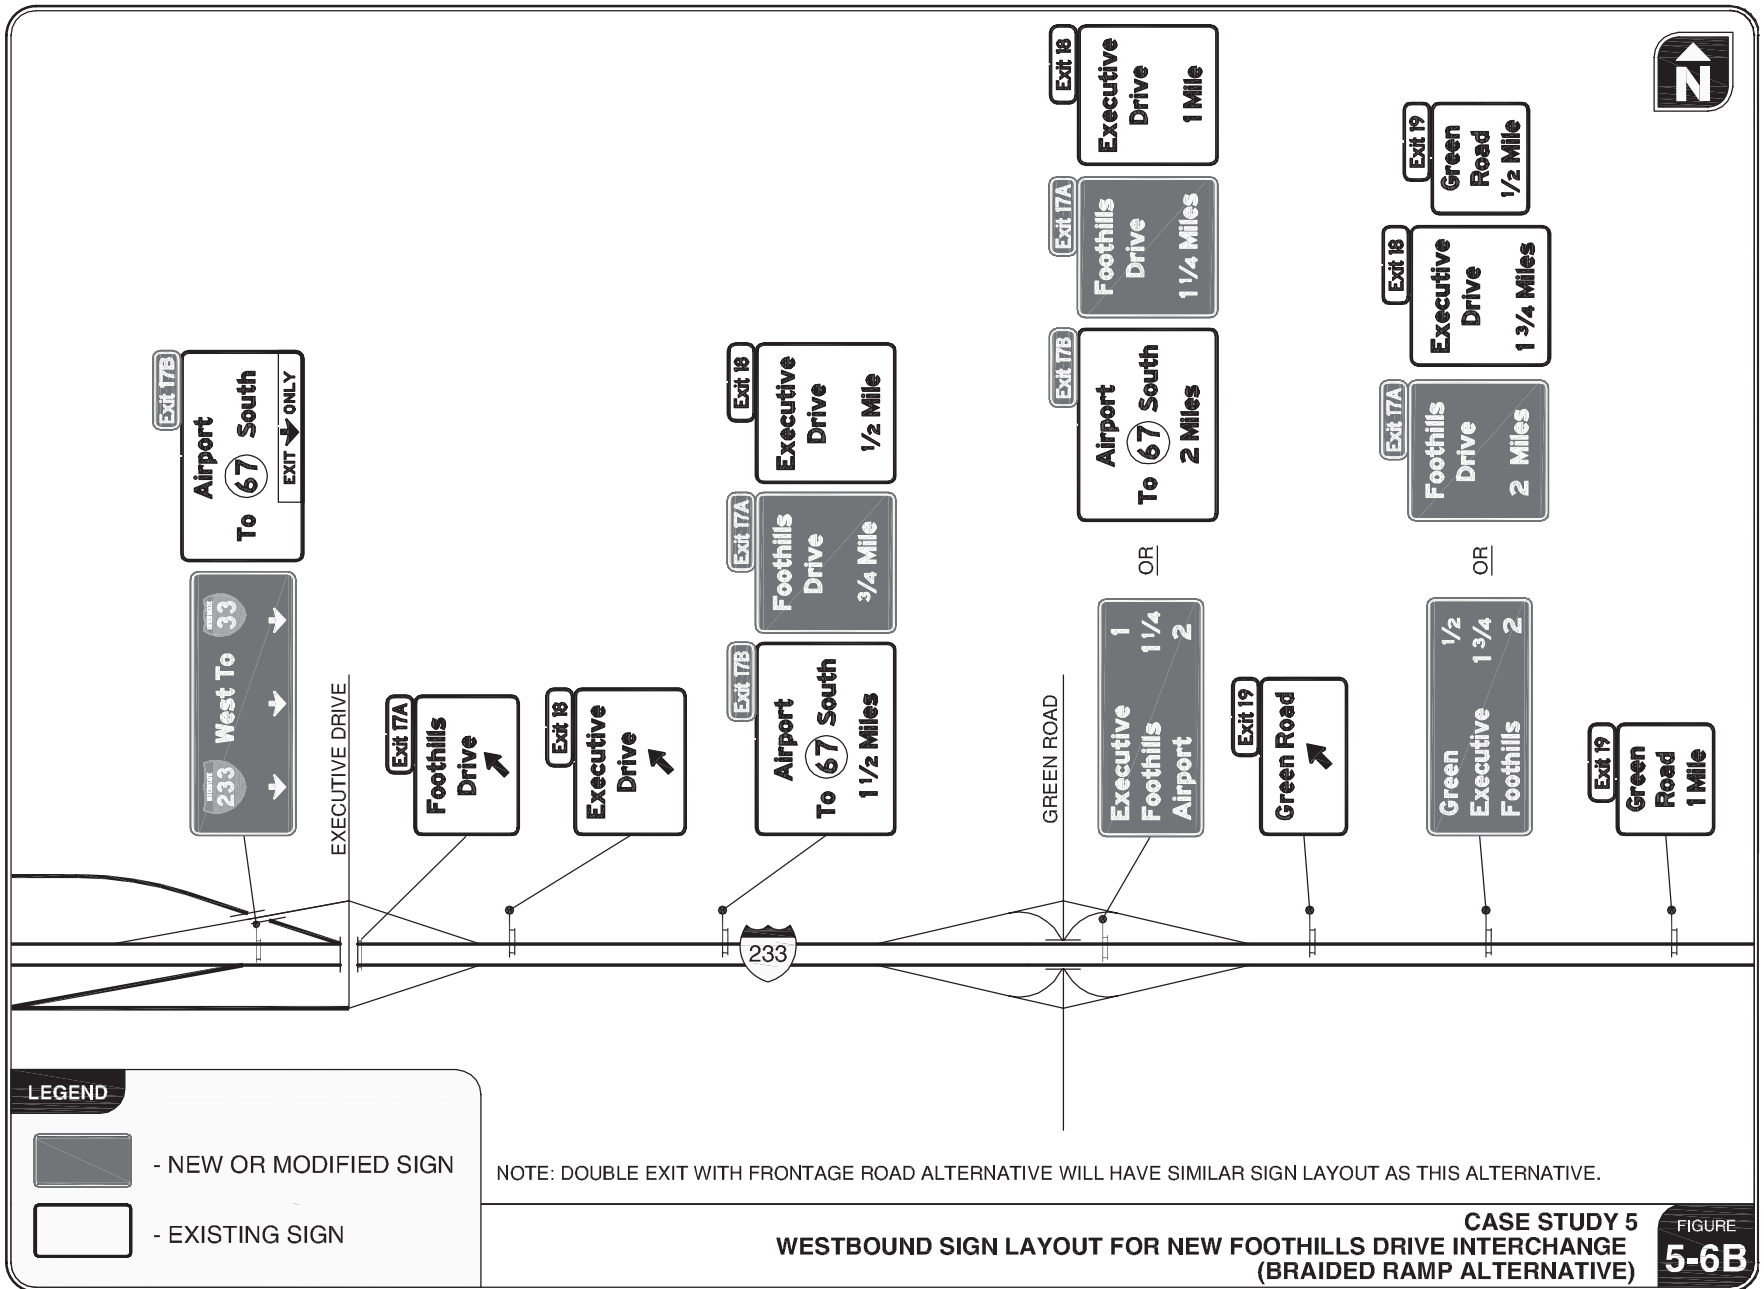 N
Exit 17B
Airport
To 67 South
EXIT ONLY
INTERSTATE
233
West To
INTERSTATE
33
EXECUTIVE DRIVE
Exit 17A
Foothills
Drive
Exit 18
Executive
Drive
Exit 18
Executive
Drive
1/2 Mile
Exit 17A
Foothills
Drive
3/4 Mile
Exit 17B
Airport
To 67 South
1 1/2 Miles
233
GREEN ROAD
Exit 18
Executive
Drive
1 Mile
Exit 17A
Foothills
Drive
1 1/4 Miles
Exit 17B
Airport
To 67 South
2 Miles
OR
Executive 1
Foothills 1 1/4
Airport 2
Exit 19
Green Road
Exit 19
Green
Road
1/2 Mile
Exit 18
Executive
Drive
1 3/4 Miles
Exit 17A
Foothills
Drive
2 Miles
OR
Green 1/2
Executive 1 3/4
Foothills 2
Exit 19
Green
Road
1 Mile
LEGEND
- NEW OR MODIFIED SIGN
- EXISTING SIGN
NOTE: DOUBLE EXIT WITH FRONTAGE ROAD ALTERNATIVE WILL HAVE SIMILAR SIGN LAYOUT AS THIS ALTERNATIVE.
CASE STUDY 5
WESTBOUND SIGN LAYOUT FOR NEW FOOTHILLS DRIVE INTERCHANGE
(BRAIDED RAMP ALTERNATIVE)
FIGURE
5-6B